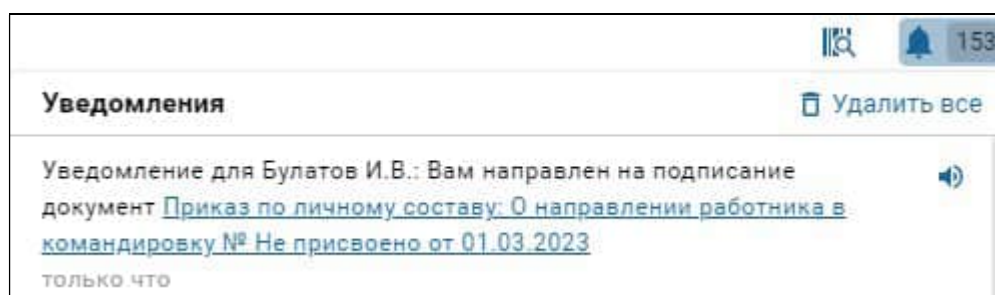 153
Уведомления Удалить все
Уведомление для Булатов И.В.: Вам направлен на подписание
документ Приказ по личному составу: О направлении работника в
командировку № Не присвоено от 01.03.2023
только что